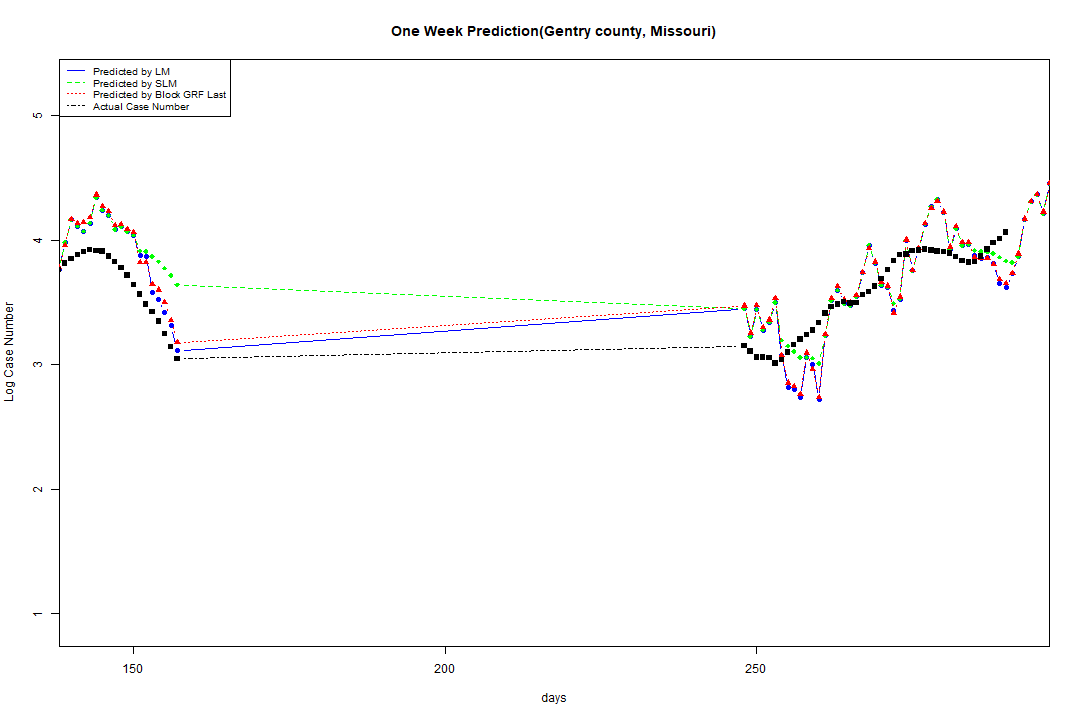 One Week Prediction(Gentry county, Missouri)
Predicted by LM
Predicted by SLM
Predicted by Block GRF Last
Actual Case Number
5
4
3
2
1
Log Case Number
150 200 250
days